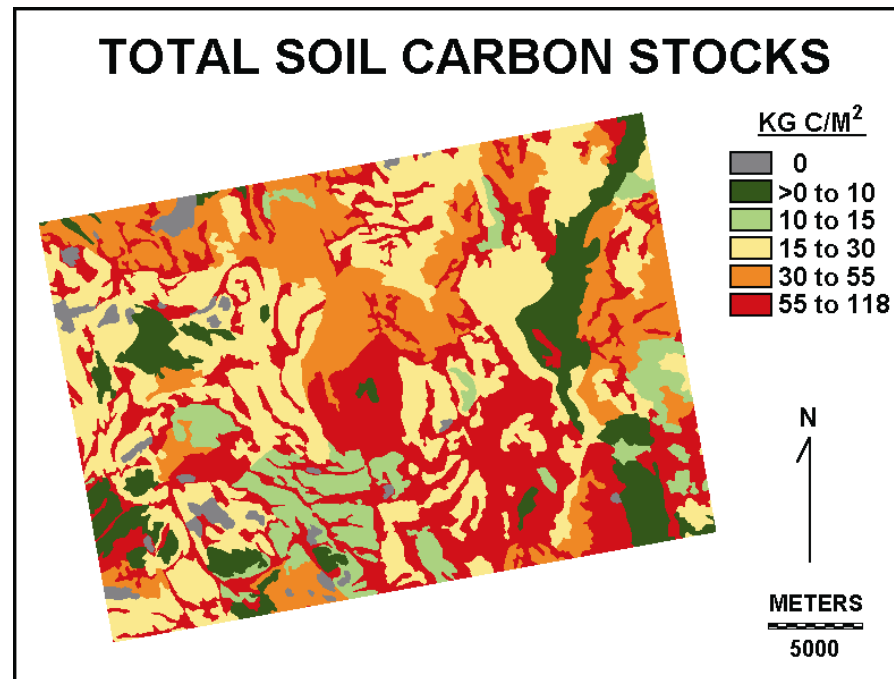 TOTAL SOIL CARBON STOCKS
KG C/M²
0
>0 to 10
10 to 15
15 to 30
30 to 55
55 to 118
N
METERS
5000